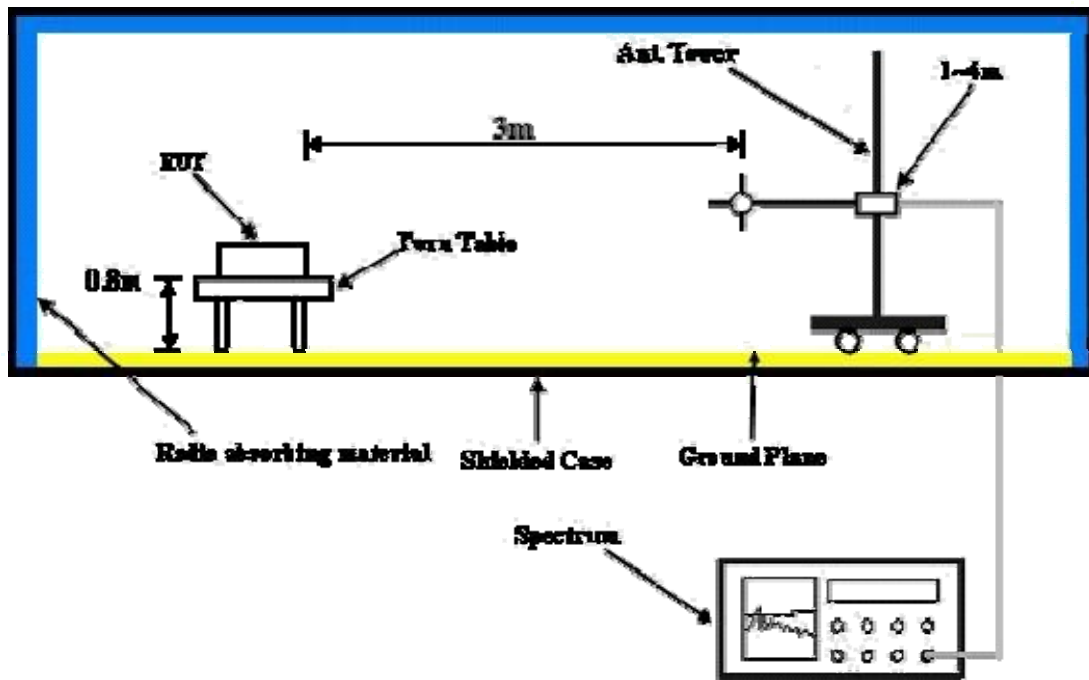 Ant. Tower
1~4m
3m
EUT
Turn Table
0.8m
Radio absorbing material
Shielded Case
Ground Plane
Spectrum